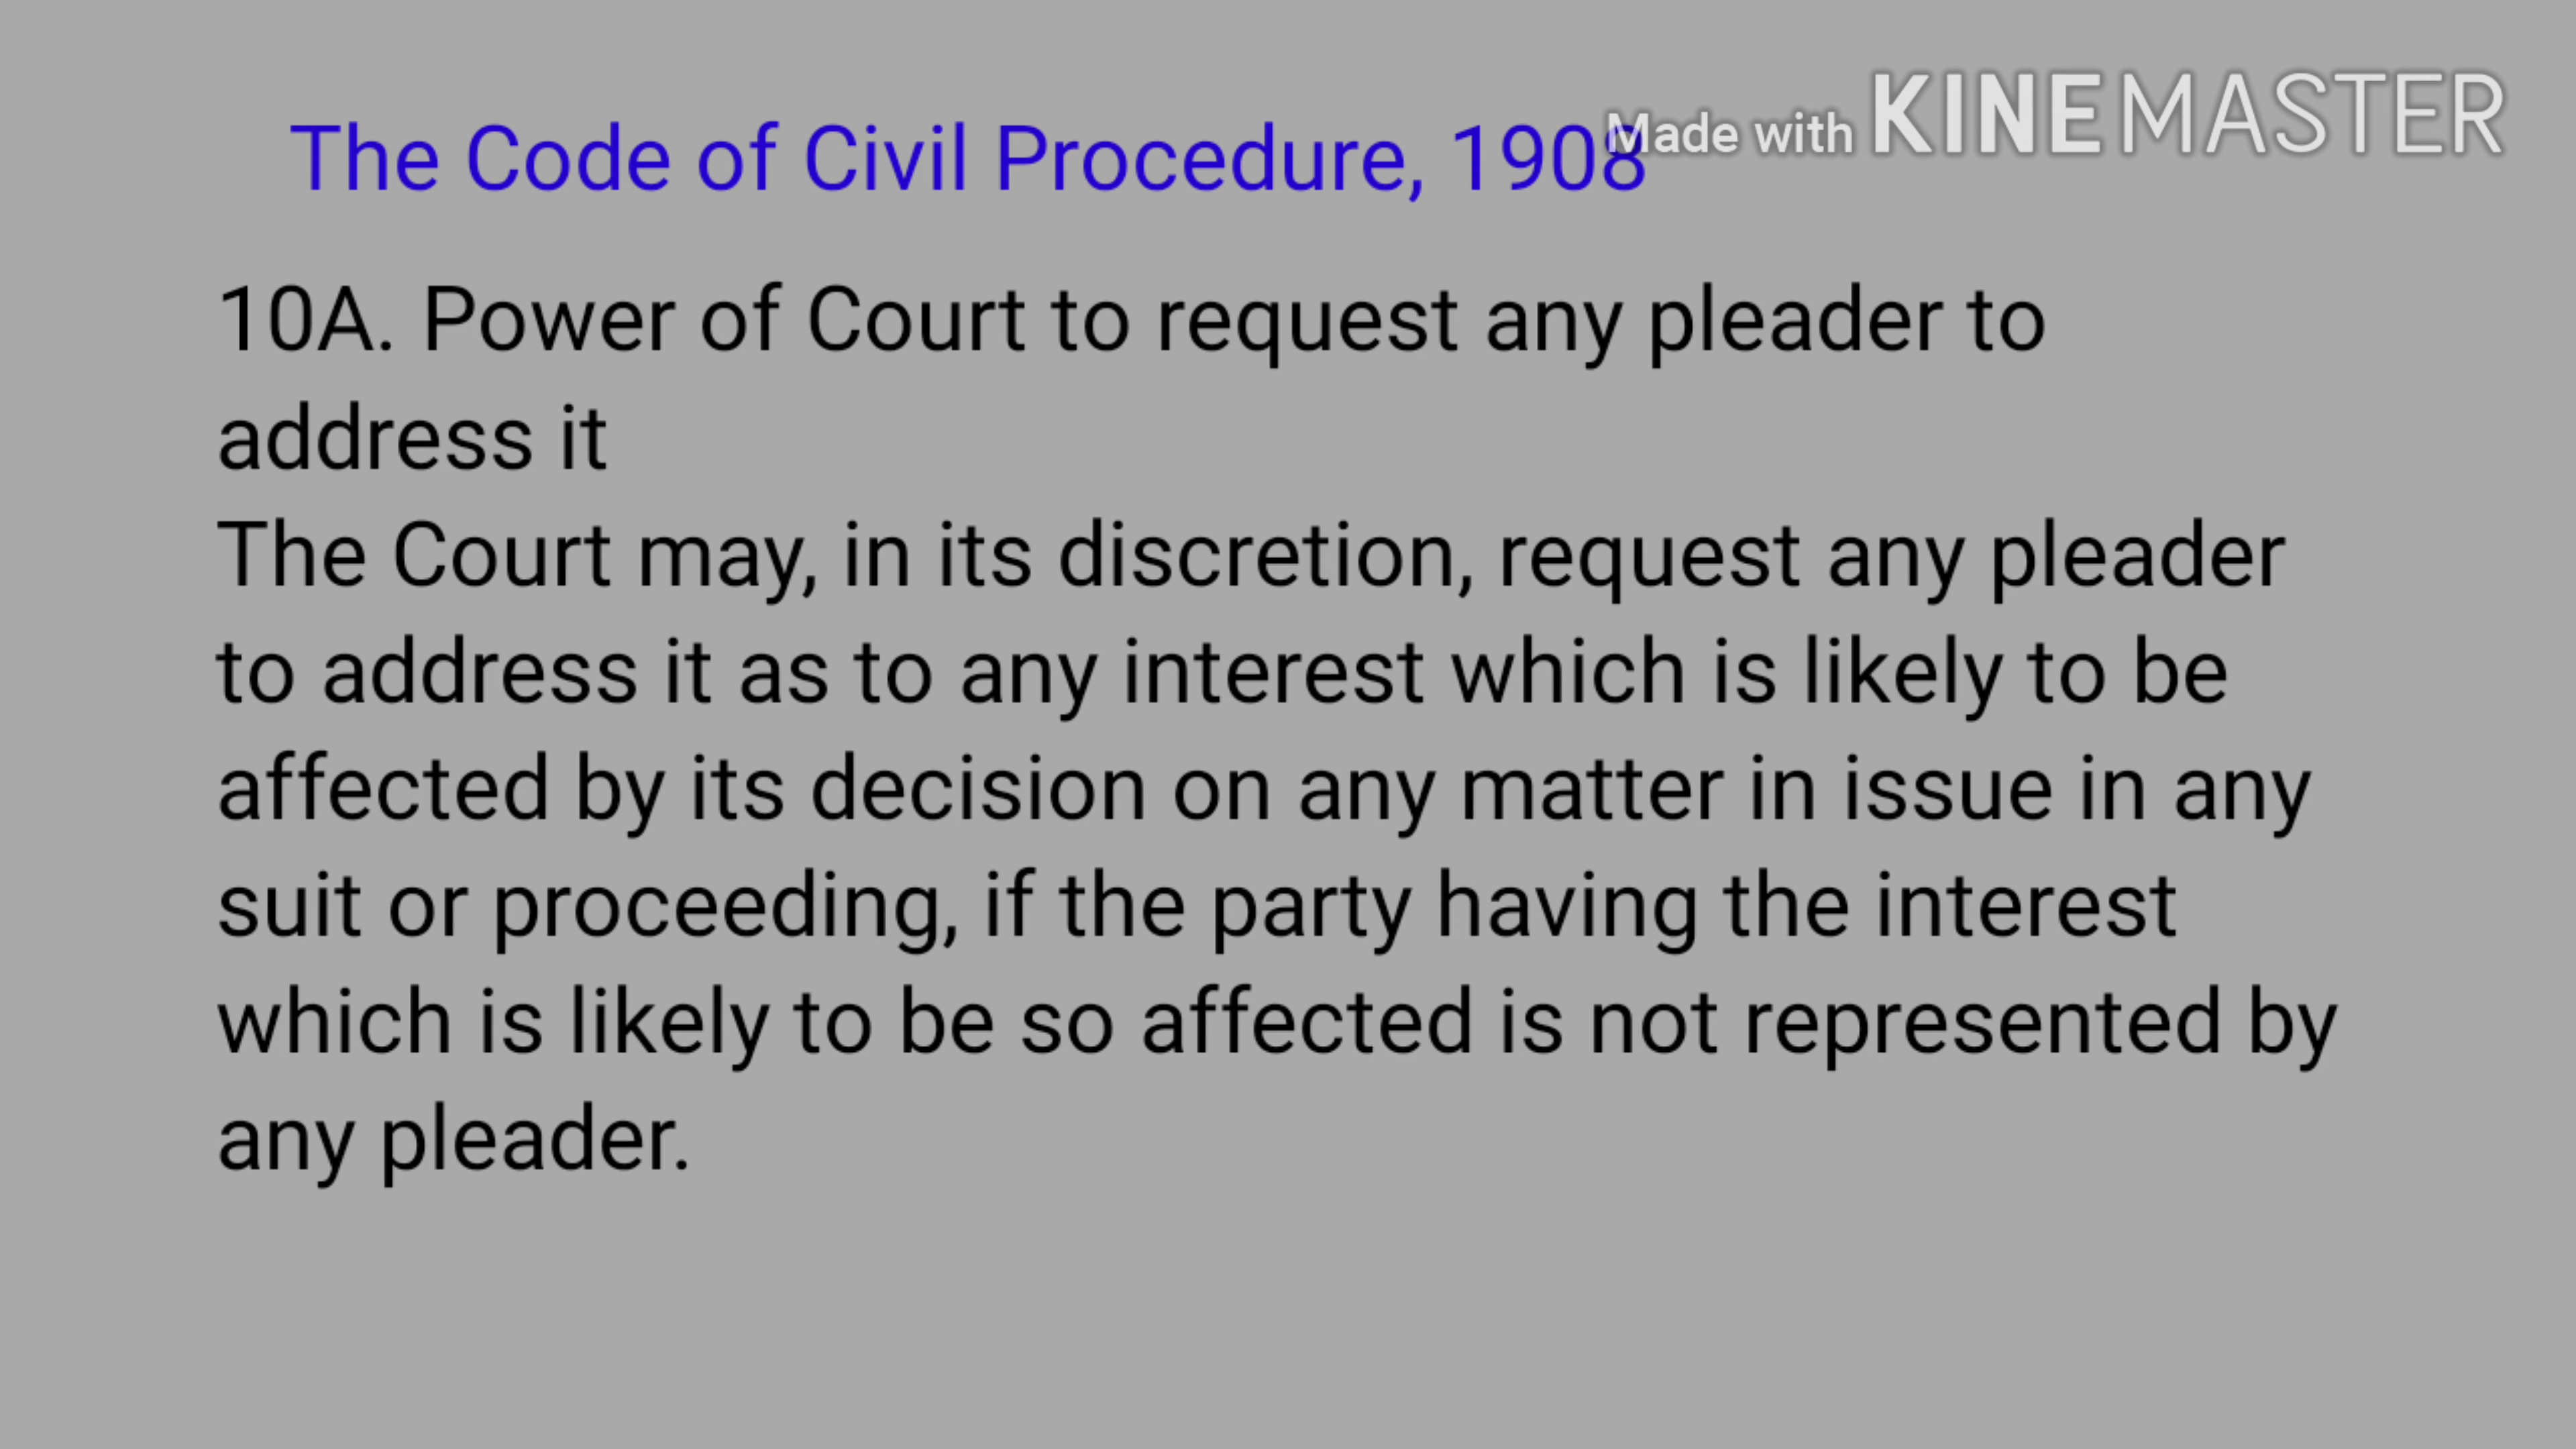 The Code of Civil Procedure, 1908
Made with KINEMASTER
10A. Power of Court to request any pleader to
address it
The Court may, in its discretion, request any pleader
to address it as to any interest which is likely to be
affected by its decision on any matter in issue in any
suit or proceeding, if the party having the interest
which is likely to be so affected is not represented by
any pleader.